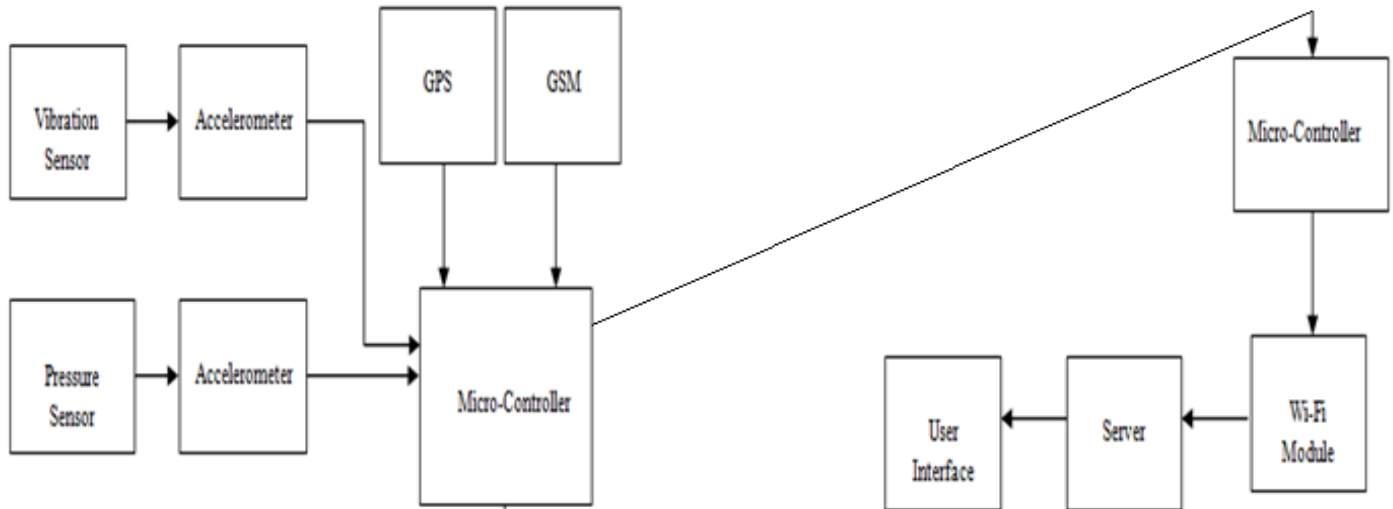 Vibration
Sensor
Accelerometer
GPS
GSM
Micro-Controller
Pressure
Sensor
Accelerometer
Micro-Controller
User
Interface
Server
Wi-Fi
Module